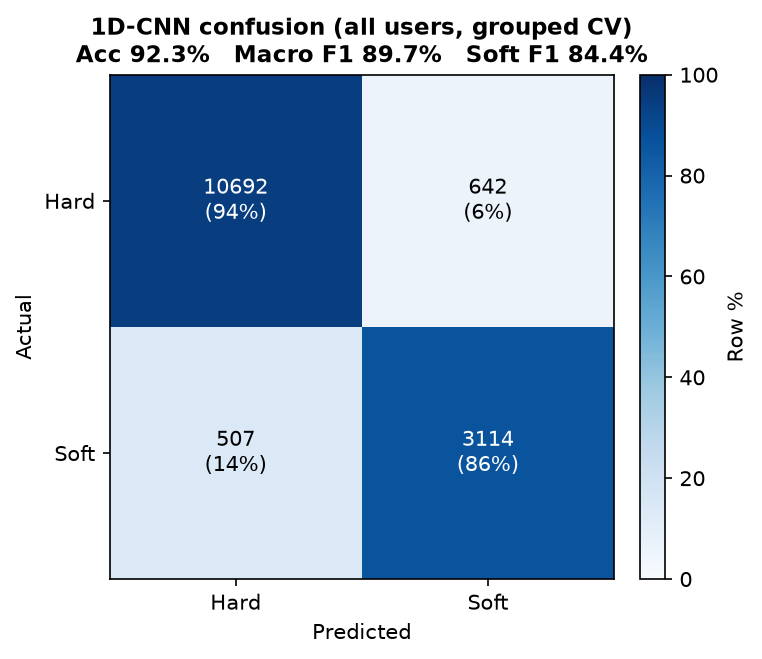 1D-CNN confusion (all users, grouped CV)
Acc 92.3%   Macro F1 89.7%   Soft F1 84.4%
Actual
Hard
Soft
10692
(94%)
642
(6%)
507
(14%)
3114
(86%)
Hard
Soft
Predicted
100
80
60
40
20
0
Row %